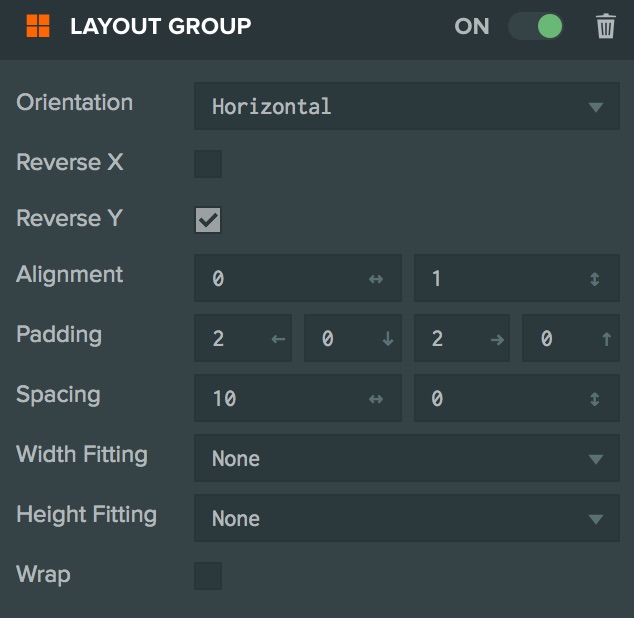 LAYOUT GROUP ON
Orientation Horizontal
Reverse X
Reverse Y
Alignment 0 1
Padding 2 0 2 0
Spacing 10 0
Width Fitting None
Height Fitting None
Wrap